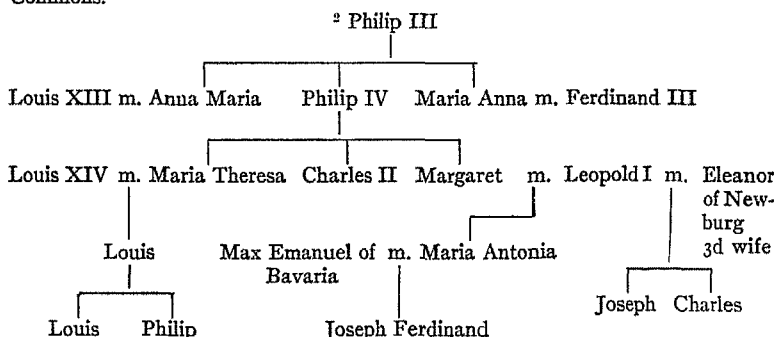 Commons.
² Philip III
Louis XIII m. Anna Maria Philip IV Maria Anna m. Ferdinand III
Louis XIV m. Maria Theresa Charles II Margaret m. Leopold I m. Eleanor
of New-
burg
3d wife
Louis Max Emanuel of m. Maria Antonia
Bavaria
Joseph Charles
Louis Philip Joseph Ferdinand